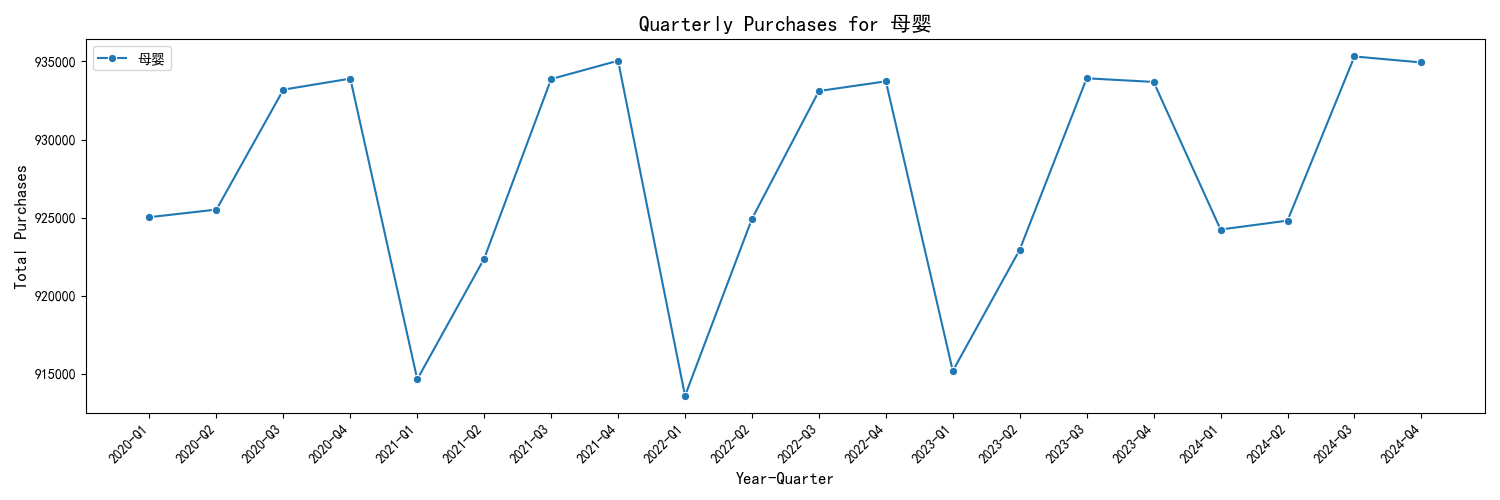 Quarterly Purchases for 母婴
母婴
Total Purchases
935000
930000
925000
920000
915000
2020-Q1
2020-Q2
2020-Q3
2020-Q4
2021-Q1
2021-Q2
2021-Q3
2021-Q4
2022-Q1
2022-Q2
2022-Q3
2022-Q4
2023-Q1
2023-Q2
2023-Q3
2023-Q4
2024-Q1
2024-Q2
2024-Q3
2024-Q4
Year-Quarter